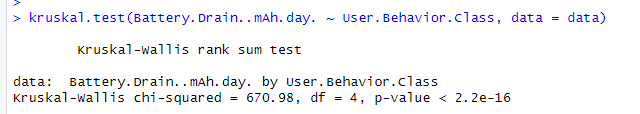 >
> kruskal.test(Battery.Drain..mAh.day. ~ User.Behavior.Class, data = data)
Kruskal-Wallis rank sum test
data:  Battery.Drain..mAh.day. by User.Behavior.Class
Kruskal-Wallis chi-squared = 670.98, df = 4, p-value < 2.2e-16